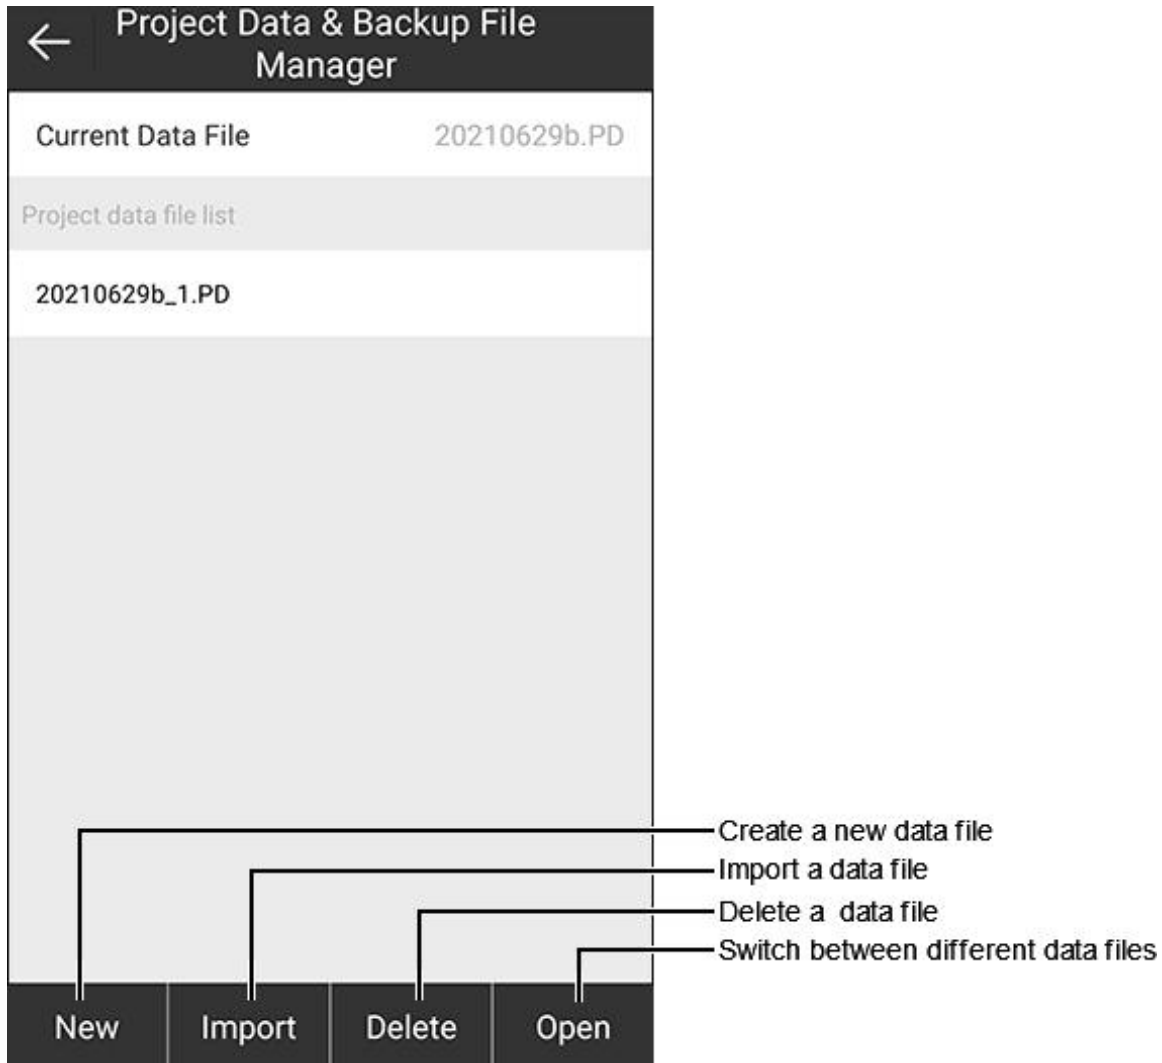 Project Data & Backup File
Manager
Current Data File 20210629b.PD
Project data file list
20210629b_1.PD
Create a new data file
Import a data file
Delete a  data file
Switch between different data files
New Import Delete Open